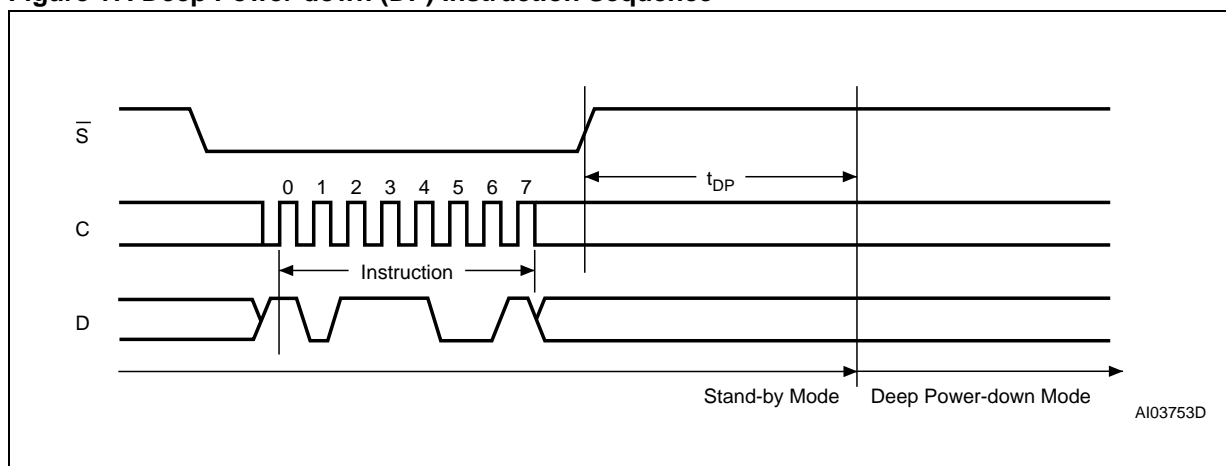 Figure 17. Deep Power-down (DP) Instruction Sequence
S̅
tDP
0 1 2 3 4 5 6 7
C
Instruction
D
Stand-by Mode
Deep Power-down Mode
AI03753D